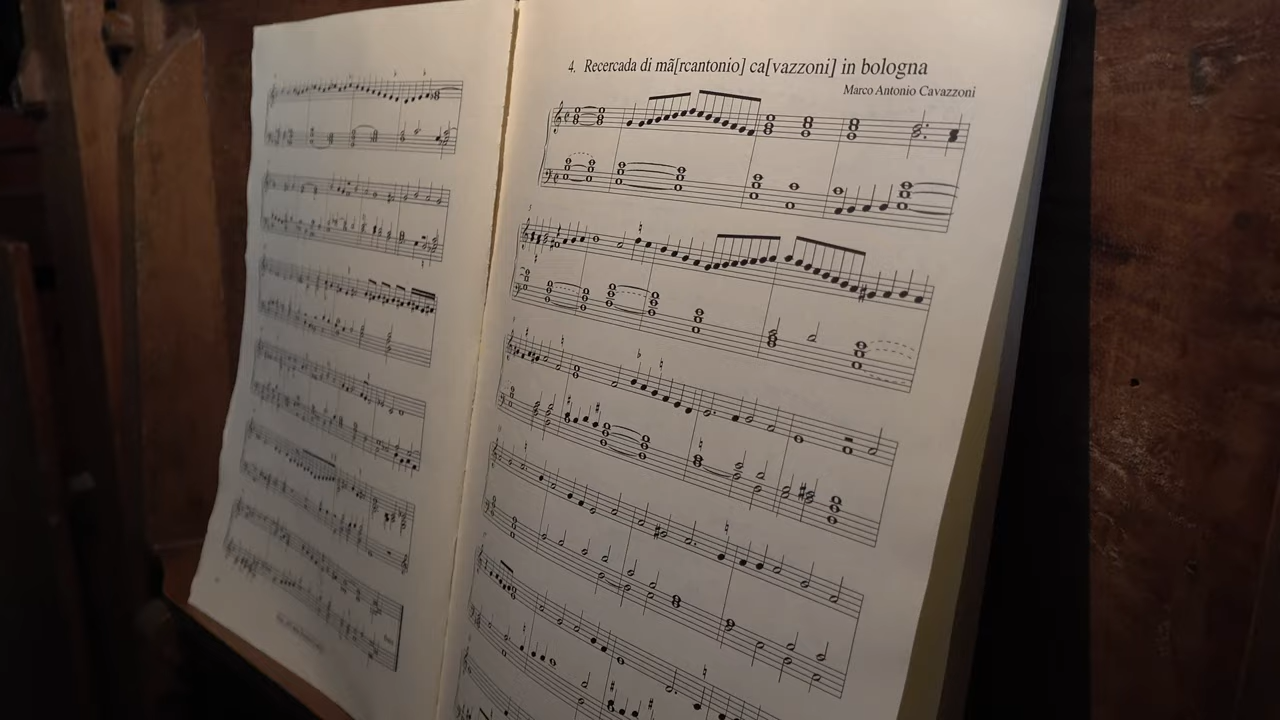 4. Recercada di mā[rcantonio] ca[vazzoni] in bologna
Marco Antonio Cavazzoni